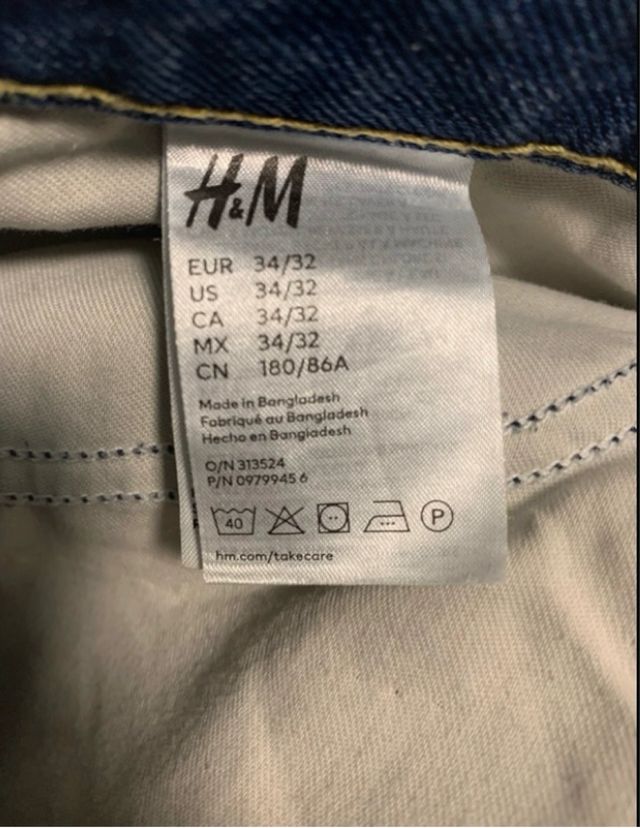 H&M
EUR 34/32
US 34/32
CA 34/32
MX 34/32
CN 180/86A
Made in Bangladesh
Fabriqué au Bangladesh
Hecho en Bangladesh
O/N 313524
P/N 0979945 6
40
P
hm.com/takecare